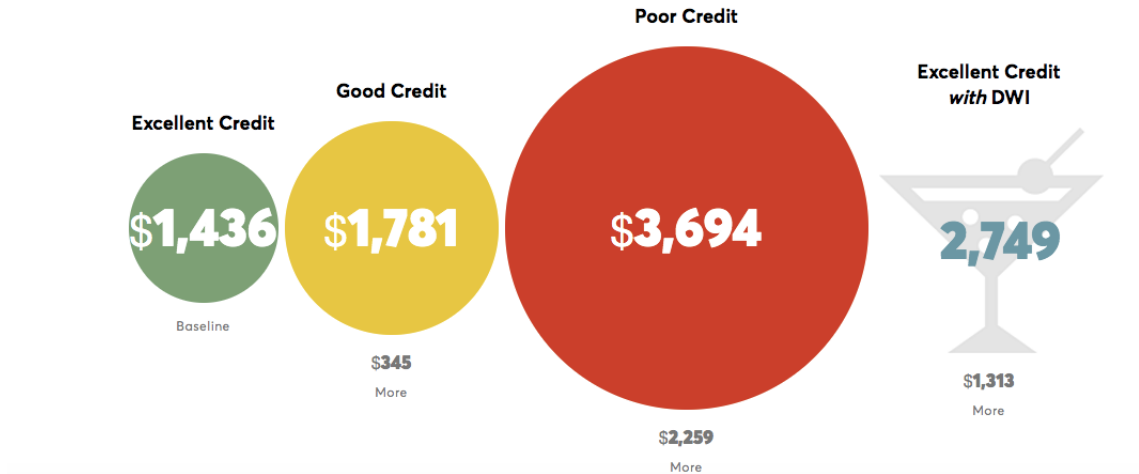 Excellent Credit
$1,436
Baseline
Good Credit
$1,781
$345
More
Poor Credit
$3,694
$2,259
More
Excellent Credit
with DWI
2,749
$1,313
More